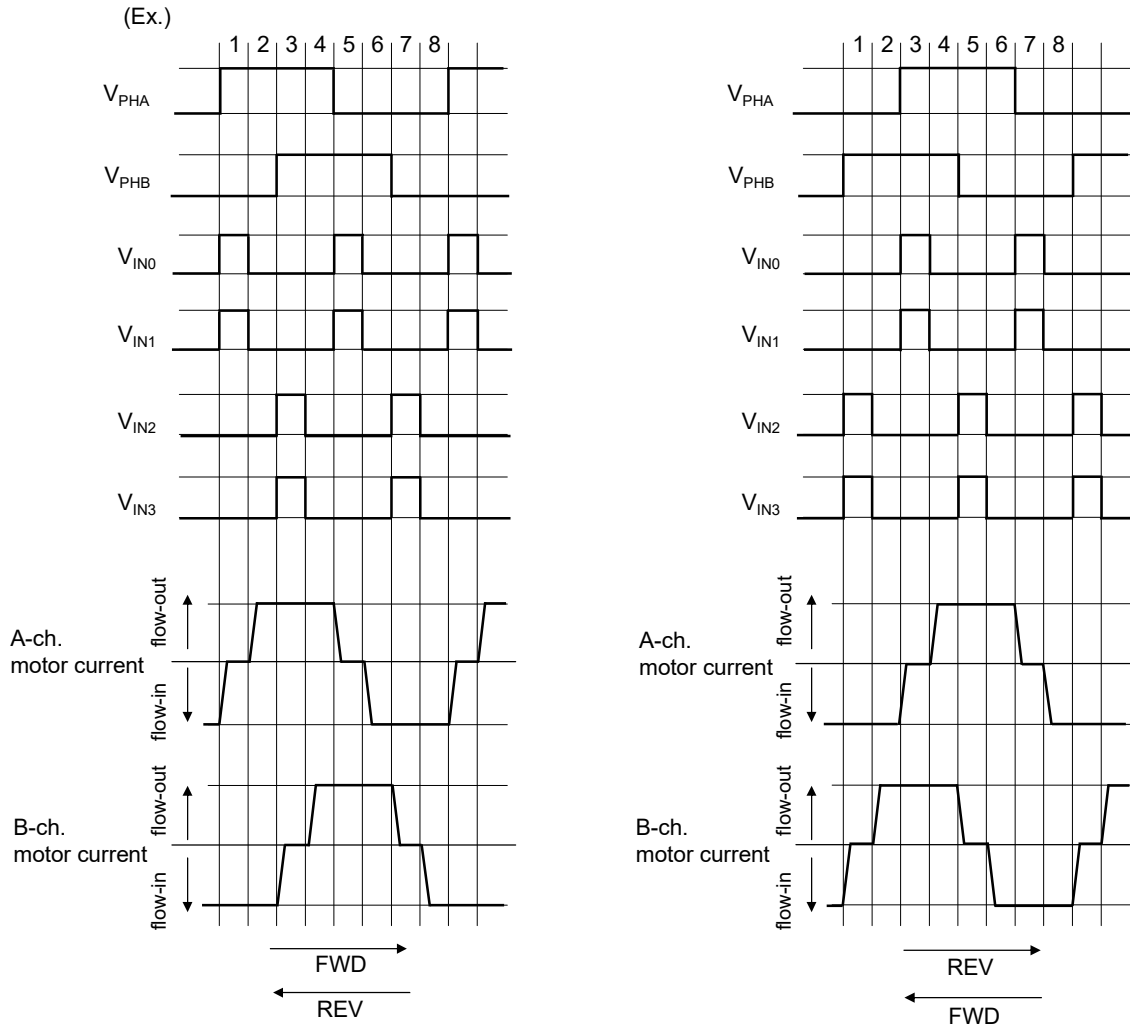 (Ex.)
1 2 3 4 5 6 7 8
VPHA
VPHB
VIN0
VIN1
VIN2
VIN3
A-ch.
motor current
flow-out
flow-in
B-ch.
motor current
flow-out
flow-in
FWD
REV
1 2 3 4 5 6 7 8
VPHA
VPHB
VIN0
VIN1
VIN2
VIN3
A-ch.
motor current
flow-out
flow-in
B-ch.
motor current
flow-out
flow-in
REV
FWD